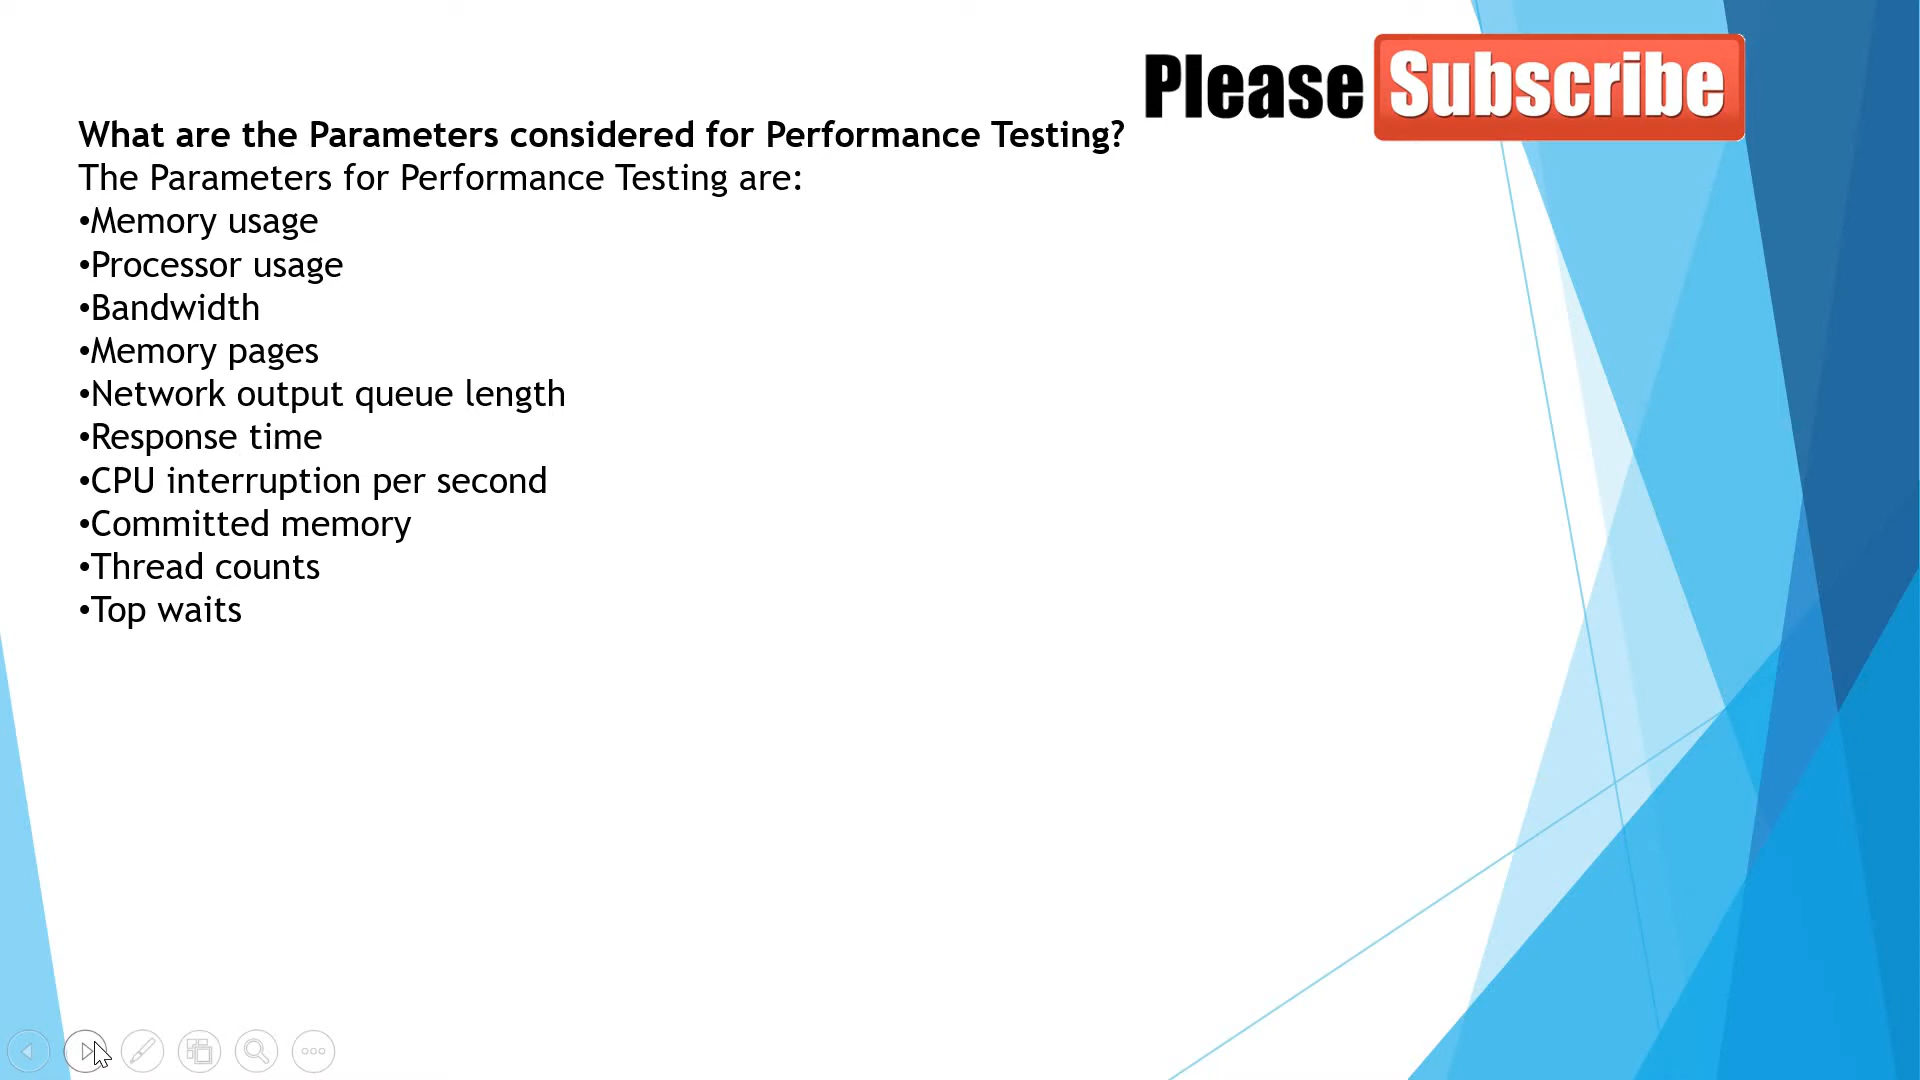 Please Subscribe
What are the Parameters considered for Performance Testing?
The Parameters for Performance Testing are:
•Memory usage
•Processor usage
•Bandwidth
•Memory pages
•Network output queue length
•Response time
•CPU interruption per second
•Committed memory
•Thread counts
•Top waits